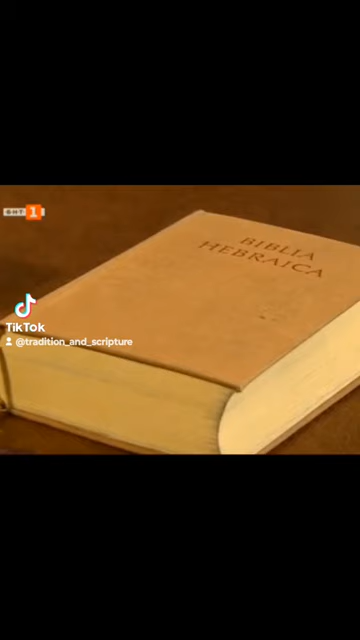 БНТ 1
BIBLIA
HEBRAICA
TikTok
@tradition_and_scripture